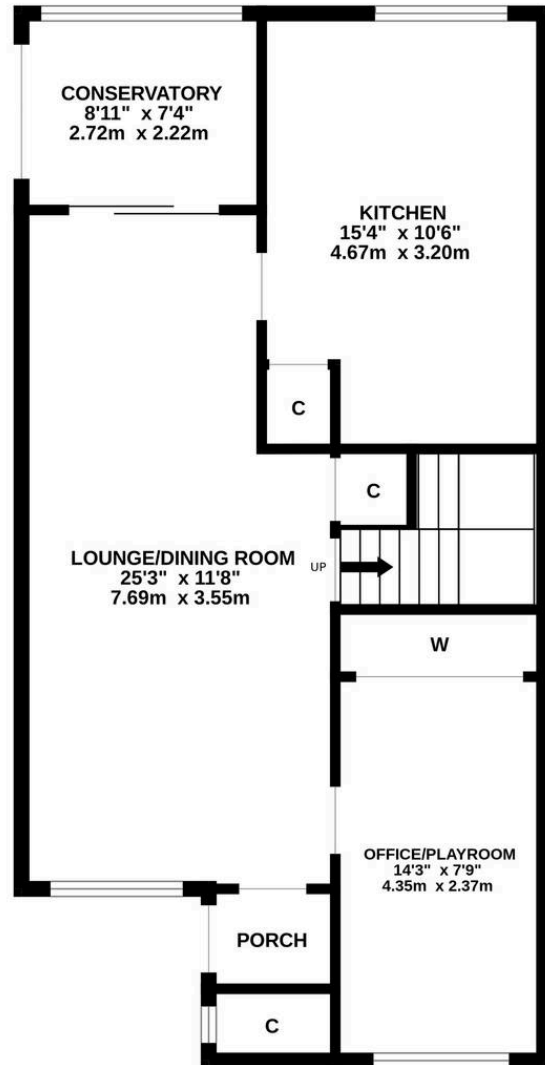 CONSERVATORY
8'11" x 7'4"
2.72m x 2.22m
KITCHEN
15'4" x 10'6"
4.67m x 3.20m
C
C
LOUNGE/DINING ROOM
25'3" x 11'8"
7.69m x 3.55m
UP
W
OFFICE/PLAYROOM
14'3" x 7'9"
4.35m x 2.37m
PORCH
C